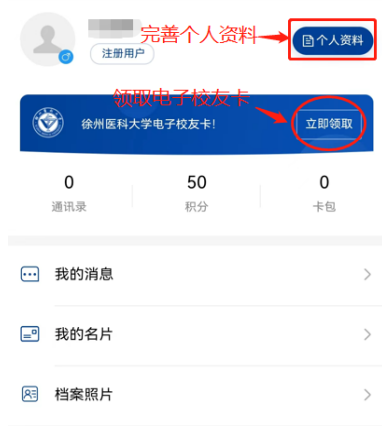 完善个人资料
个人资料
注册用户
领取电子校友卡
徐州医科大学电子校友卡!
立即领取
0 50 0
通讯录 积分 卡包
我的消息
我的名片
档案照片